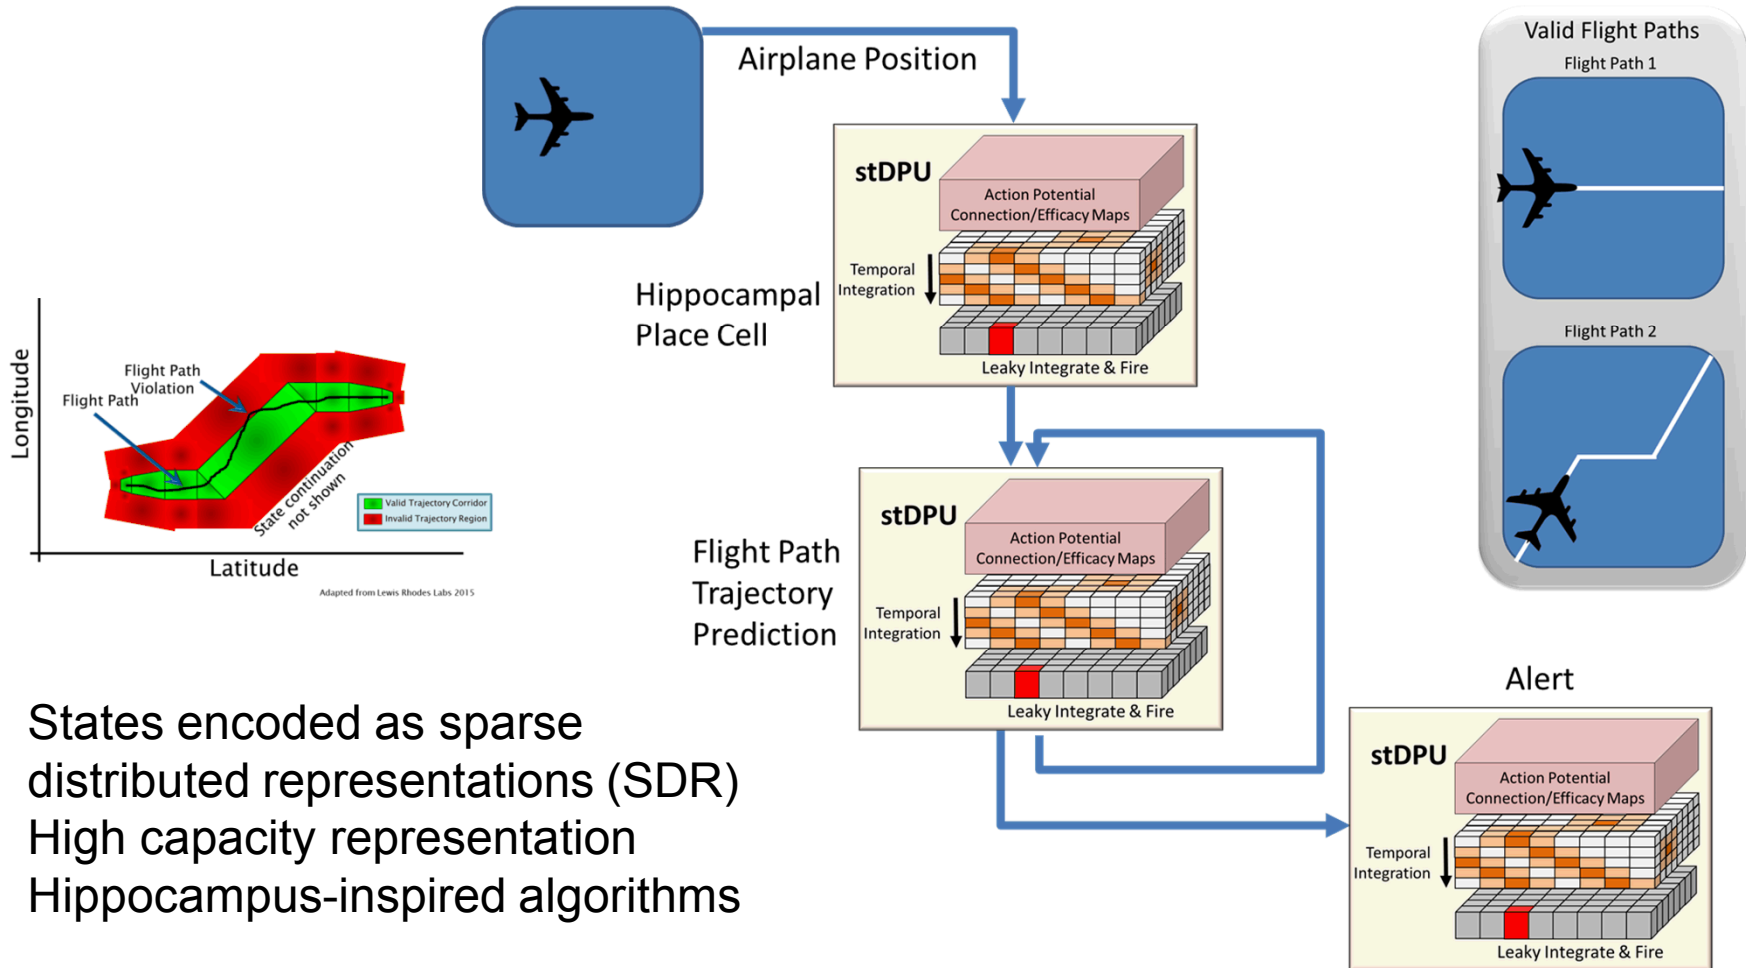 Airplane Position
Valid Flight Paths
Flight Path 1
Flight Path 2
stDPU
Action Potential
Connection/Efficacy Maps
Temporal
Integration
Leaky Integrate & Fire
Hippocampal
Place Cell
Longitude
Flight Path
Violation
Flight Path
State continuation
not shown
Valid Trajectory Corridor
Invalid Trajectory Region
Latitude
Adapted from Lewis Rhodes Labs 2015
stDPU
Action Potential
Connection/Efficacy Maps
Temporal
Integration
Leaky Integrate & Fire
Flight Path
Trajectory
Prediction
Alert
stDPU
Action Potential
Connection/Efficacy Maps
Temporal
Integration
Leaky Integrate & Fire
States encoded as sparse
distributed representations (SDR)
High capacity representation
Hippocampus-inspired algorithms